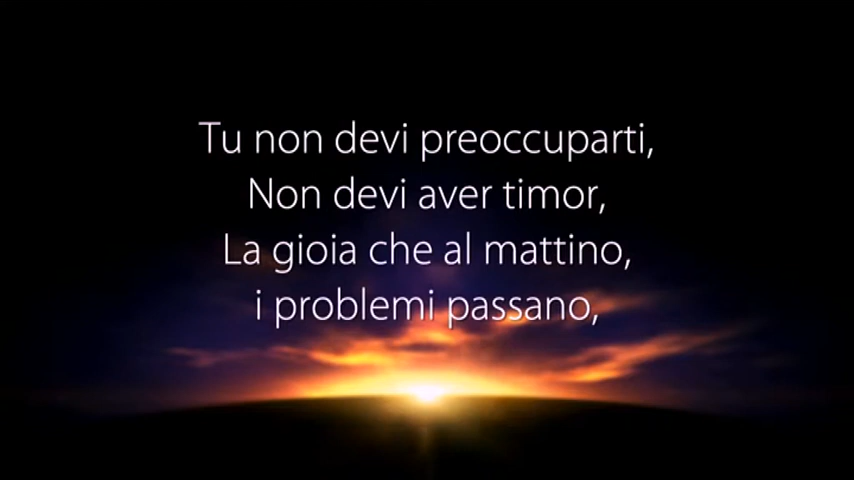 Tu non devi preoccuparti,
Non devi aver timor,
La gioia che al mattino,
i problemi passano,